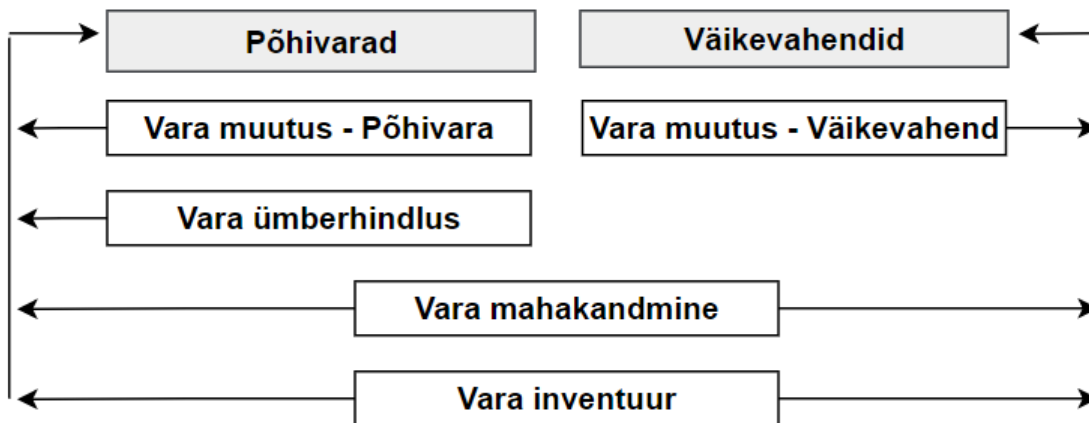 Põhivarad
Väikevahendid
Vara muutus - Põhivara
Vara muutus - Väikevahend
Vara ümberhindlus
Vara mahakandmine
Vara inventuur